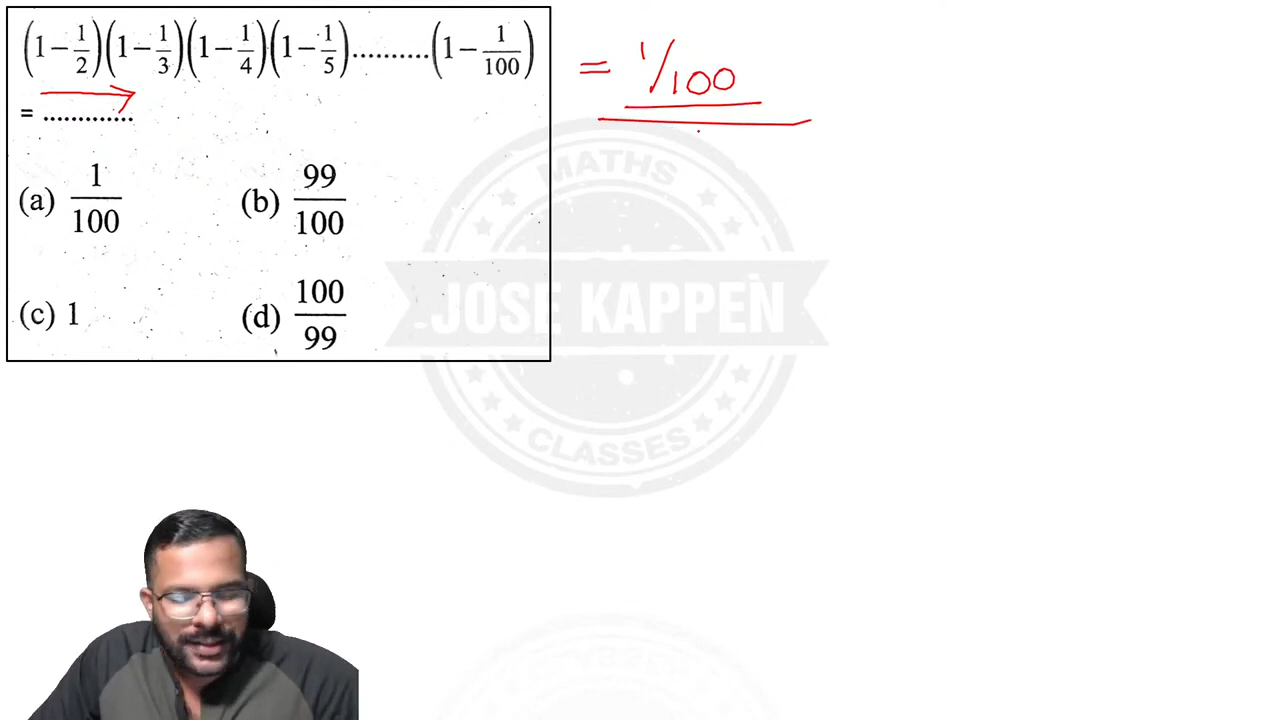 (1−1/2)(1−1/3)(1−1/4)(1−1/5)..........(1−1/100)
= .............
(a) 1/100 (b) 99/100
(c) 1 (d) 100/99
= 1/100
MATHS
JOSE KAPPEN
CLASSES